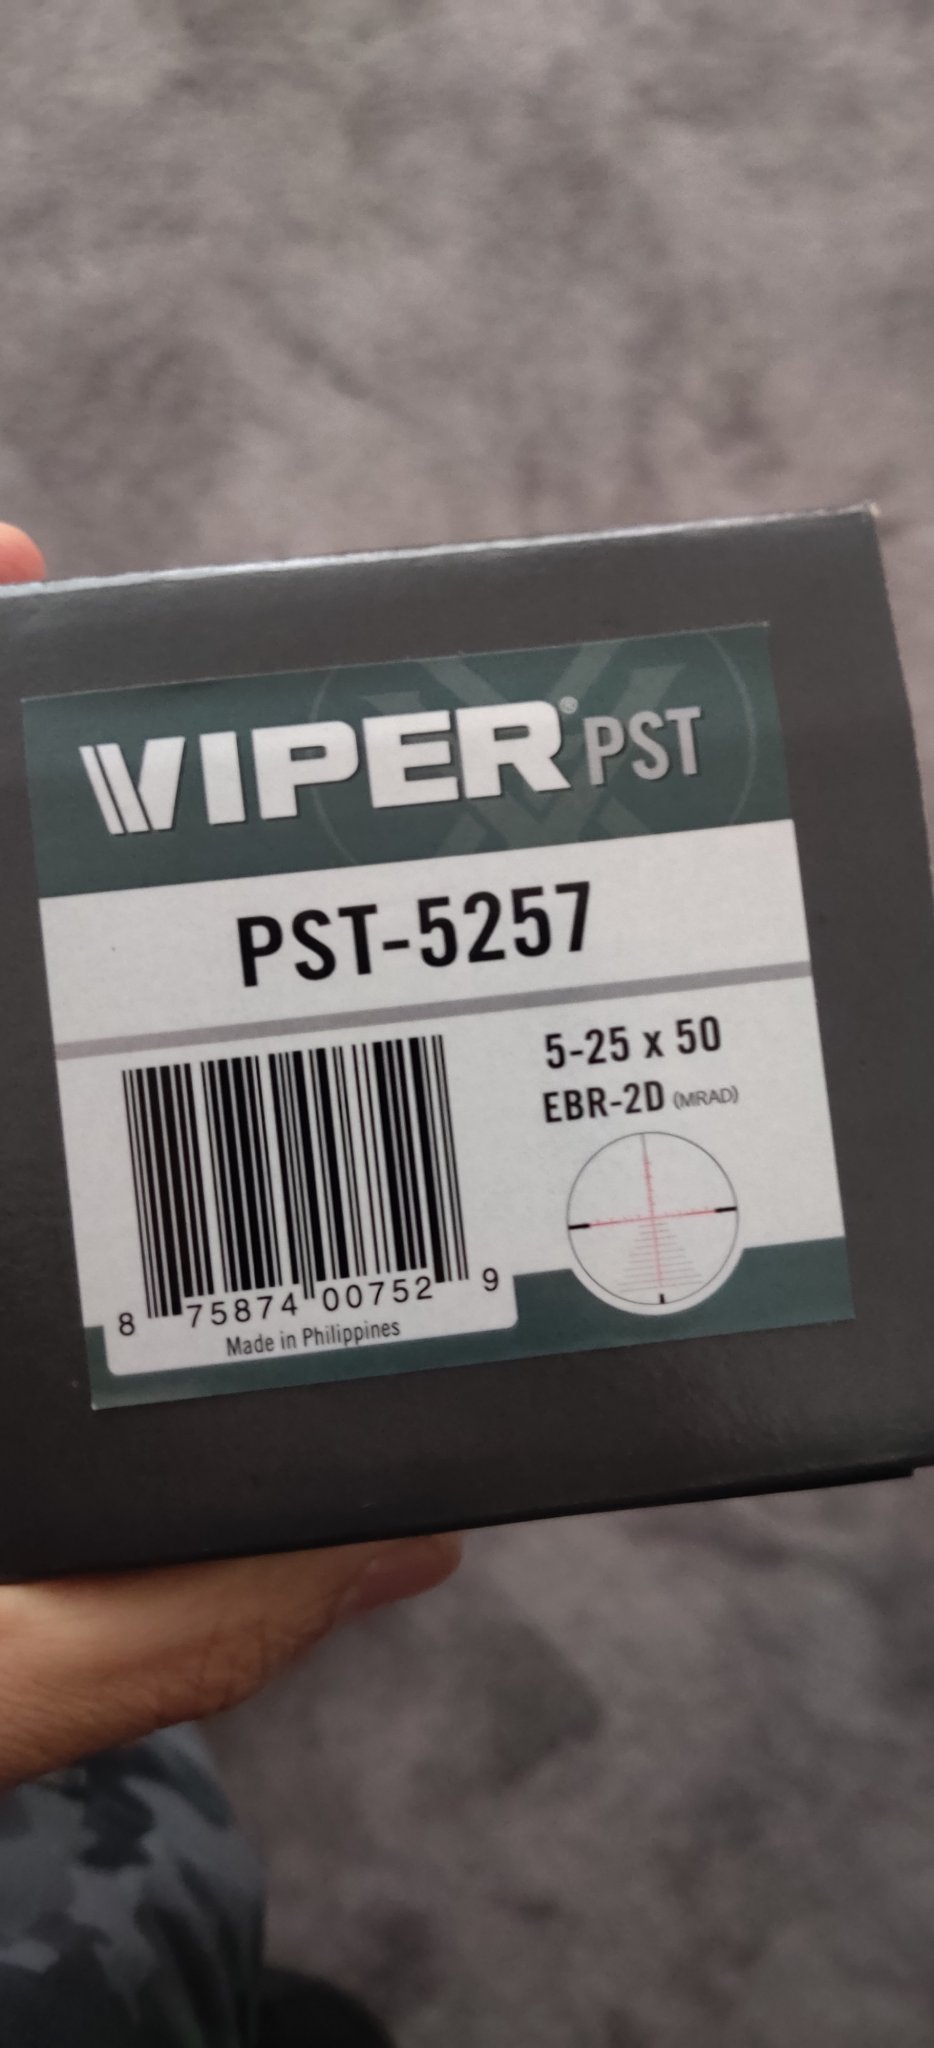 VIPER® PST
PST-5257
5-25 x 50
EBR-2D (MRAD)
8 75874 00752 9
Made in Philippines